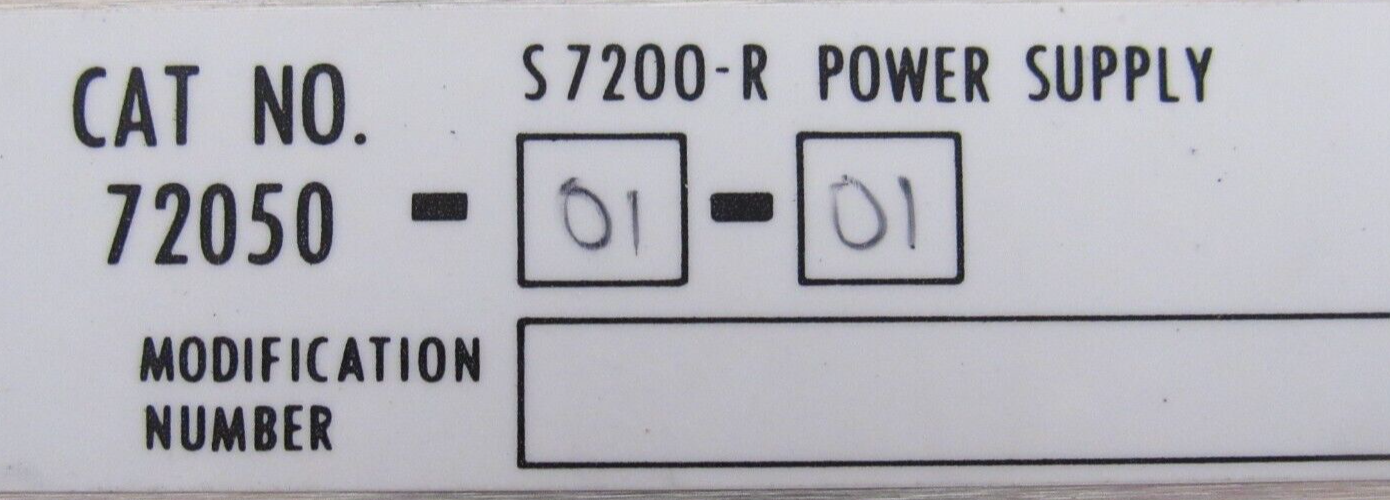 S7200-R POWER SUPPLY
CAT NO.
72050 - 01 - 01
MODIFICATION
NUMBER